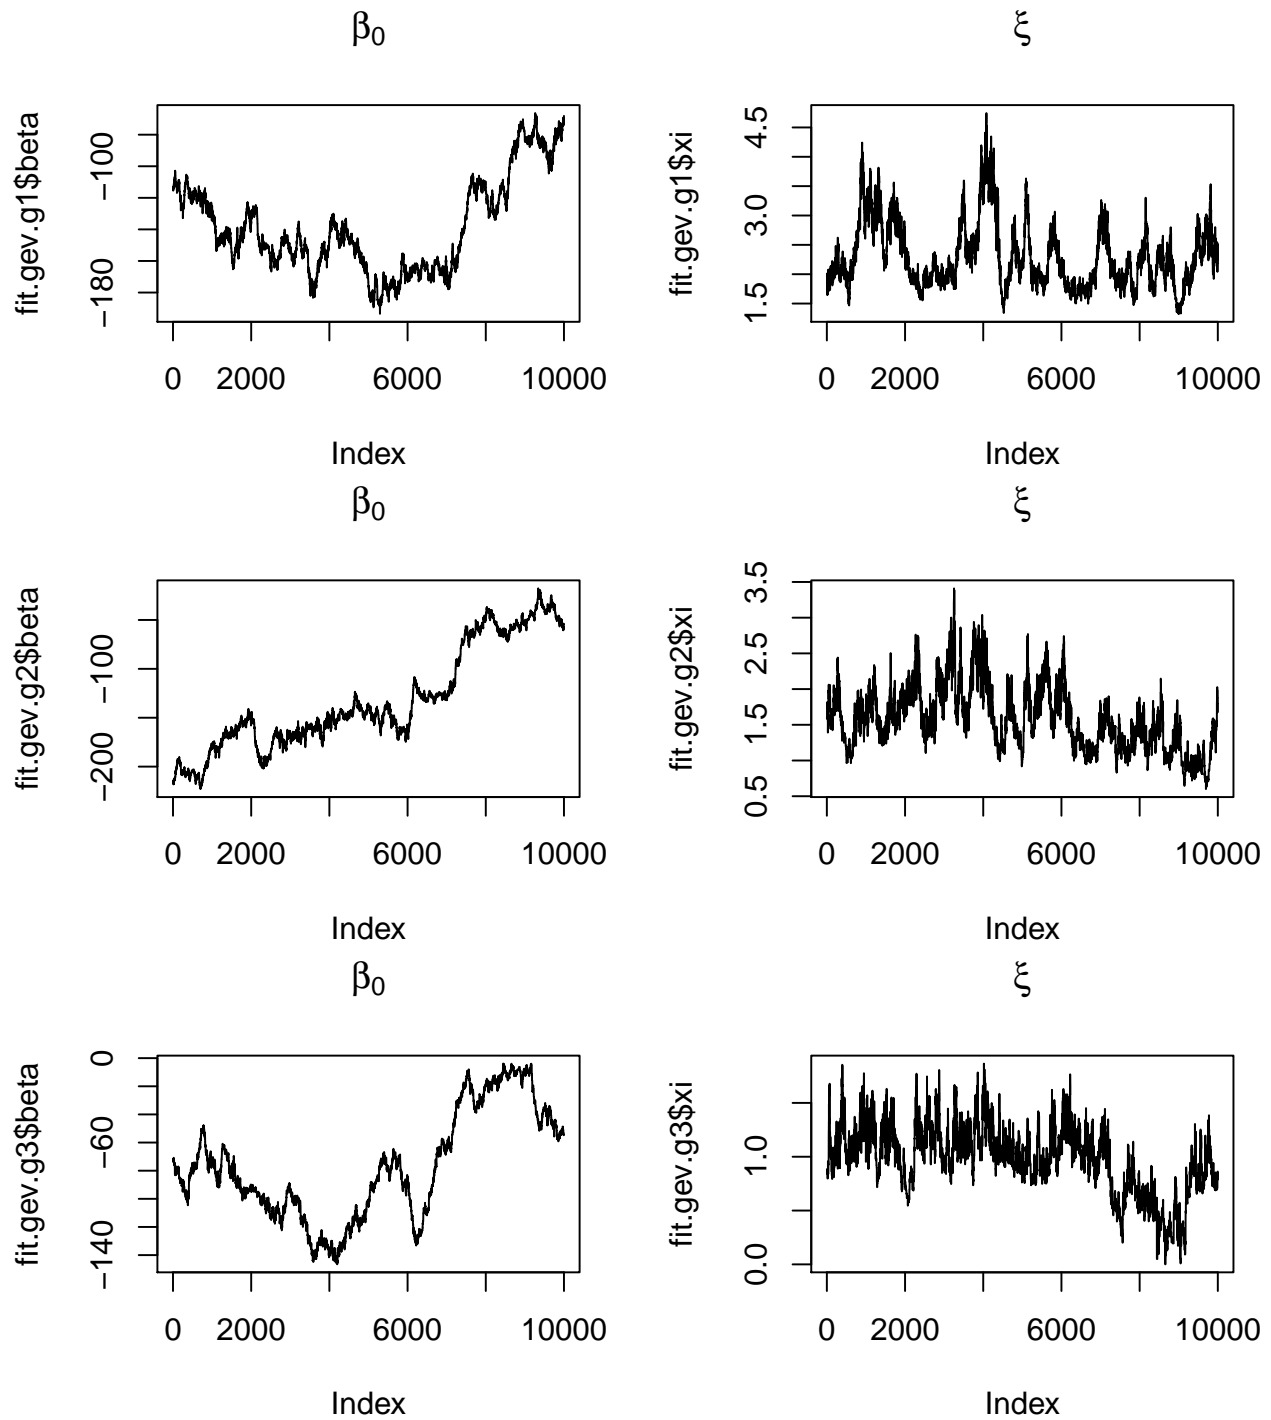 β0
fit.gev.g1$beta
−180
−100
0 2000 6000 10000
Index
ξ
fit.gev.g1$xi
1.5 3.0 4.5
0 2000 6000 10000
Index
β0
fit.gev.g2$beta
−200 −100
0 2000 6000 10000
Index
ξ
fit.gev.g2$xi
0.5 1.5 2.5 3.5
0 2000 6000 10000
Index
β0
fit.gev.g3$beta
−140 −60 0
0 2000 6000 10000
Index
ξ
fit.gev.g3$xi
0.0 1.0
0 2000 6000 10000
Index